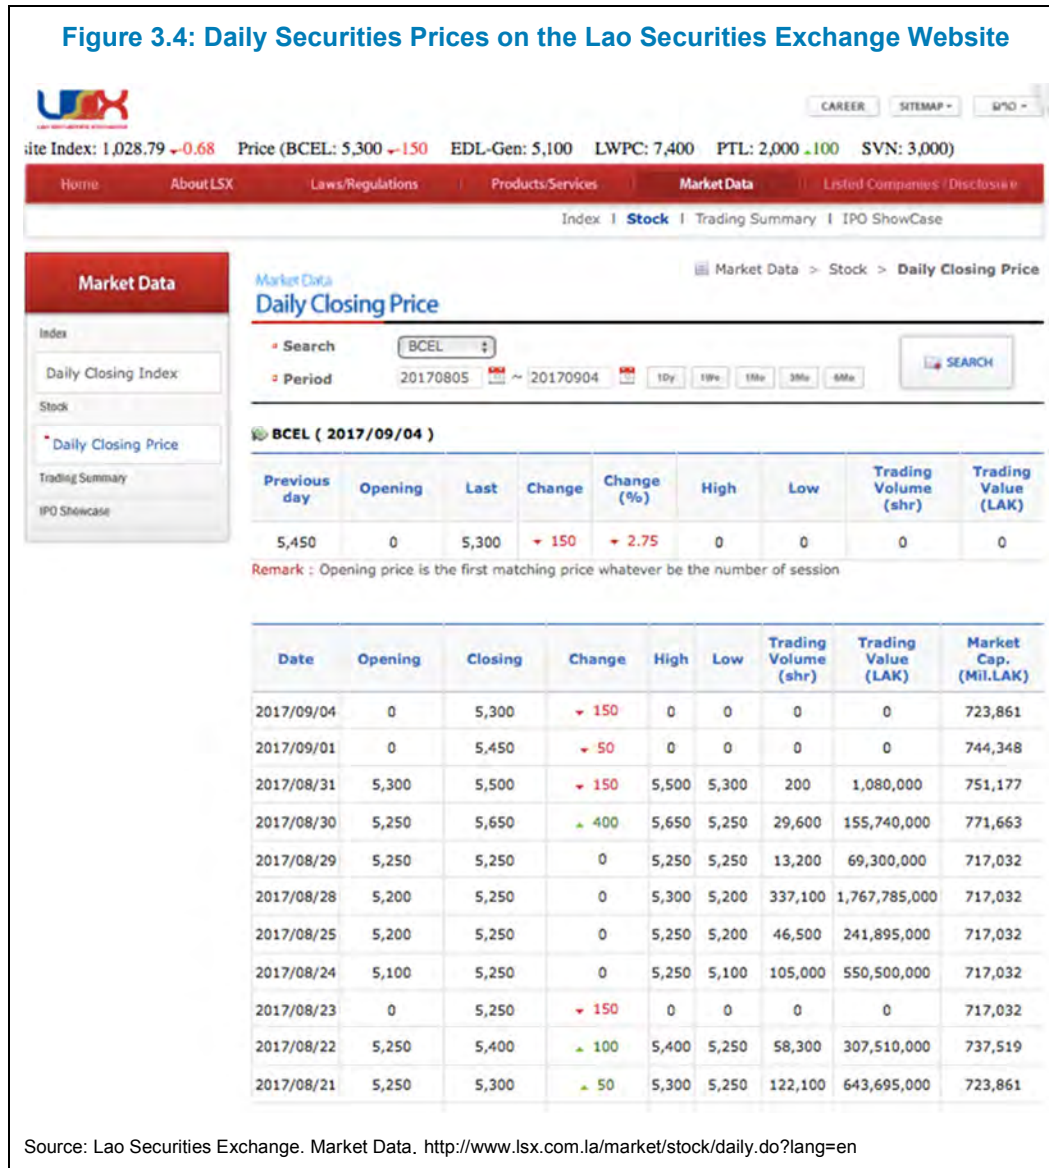 Figure 3.4: Daily Securities Prices on the Lao Securities Exchange Website
LSX
CAREER SITEMAP
site Index: 1,028.79 -0.68 Price (BCEL: 5,300 -150 EDL-Gen: 5,100 LWPC: 7,400 PTL: 2,000 100 SVN: 3,000)
Home About LSX Laws/Regulations Products/Services Market Data Listed Companies / Disclosure
Index | Stock | Trading Summary | IPO ShowCase
Market Data
Index
Daily Closing Index
Stock
Daily Closing Price
Trading Summary
IPO Showcase
Market Data > Stock > Daily Closing Price
Market Data
Daily Closing Price
Search BCEL
Period 20170805 ~ 20170904 1Dy 1We 1Mo 3Mo 6Mo
SEARCH
BCEL ( 2017/09/04 )
Previous day Opening Last Change Change (%) High Low Trading Volume (shr) Trading Value (LAK)
5,450 0 5,300 150 2.75 0 0 0 0
Remark : Opening price is the first matching price whatever be the number of session
Date Opening Closing Change High Low Trading Volume (shr) Trading Value (LAK) Market Cap. (Mil.LAK)
2017/09/04 0 5,300 150 0 0 0 0 723,861
2017/09/01 0 5,450 50 0 0 0 0 744,348
2017/08/31 5,300 5,500 150 5,500 5,300 200 1,080,000 751,177
2017/08/30 5,250 5,650 400 5,650 5,250 29,600 155,740,000 771,663
2017/08/29 5,250 5,250 0 5,250 5,250 13,200 69,300,000 717,032
2017/08/28 5,200 5,250 0 5,300 5,200 337,100 1,767,785,000 717,032
2017/08/25 5,200 5,250 0 5,250 5,200 46,500 241,895,000 717,032
2017/08/24 5,100 5,250 0 5,250 5,100 105,000 550,500,000 717,032
2017/08/23 0 5,250 150 0 0 0 0 717,032
2017/08/22 5,250 5,400 100 5,400 5,250 58,300 307,510,000 737,519
2017/08/21 5,250 5,300 50 5,300 5,250 122,100 643,695,000 723,861
Source: Lao Securities Exchange. Market Data. http://www.lsx.com.la/market/stock/daily.do?lang=en